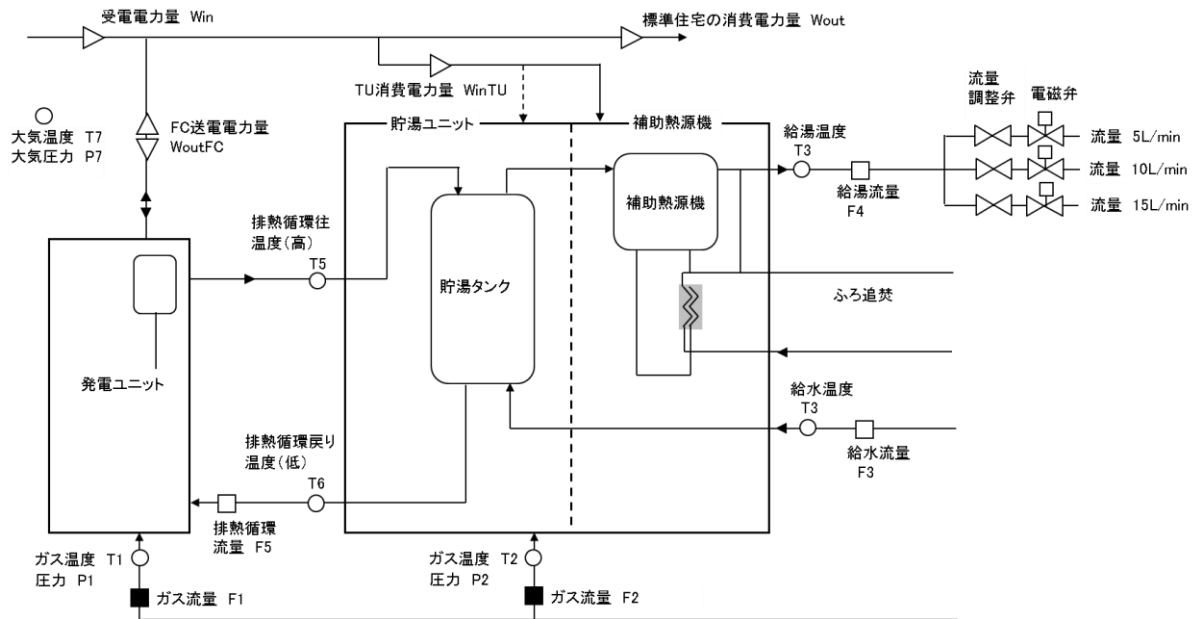 受電電力量 Win
標準住宅の消費電力量 Wout
TU消費電力量 WinTU
大気温度 T7
大気圧力 P7
FC送電電力量
WoutFC
貯湯ユニット
補助熱源機
給湯温度
T3
給湯流量
F4
流量
調整弁
電磁弁
流量 5L/min
流量 10L/min
流量 15L/min
補助熱源機
排熱循環往
温度(高)
T5
貯湯タンク
ふろ追焚
発電ユニット
給水温度
T3
給水流量
F3
排熱循環戻り
温度(低)
T6
排熱循環
流量 F5
ガス温度 T1
圧力 P1
ガス流量 F1
ガス温度 T2
圧力 P2
ガス流量 F2